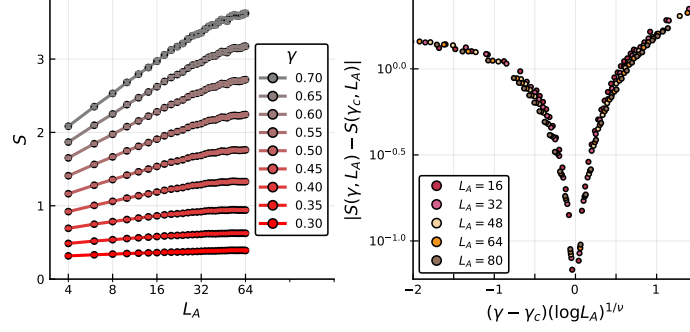 3
2
1
0
S
4
8
16
32
64
L_A
γ
0.70
0.65
0.60
0.55
0.50
0.45
0.40
0.35
0.30
|S(γ, L_A) − S(γ_c, L_A)|
10^{0.0}
10^{−0.5}
10^{−1.0}
L_A = 16
L_A = 32
L_A = 48
L_A = 64
L_A = 80
−2
−1
0
1
2
(γ − γ_c)(logL_A)^{1/ν}